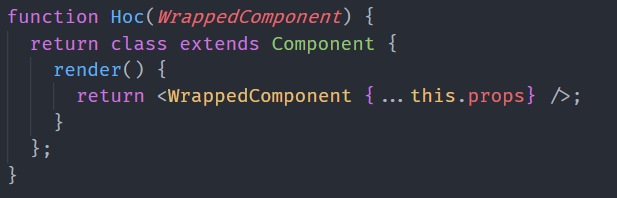 function Hoc(WrappedComponent) {
  return class extends Component {
    render() {
      return <WrappedComponent {...this.props} />;
    }
  };
}